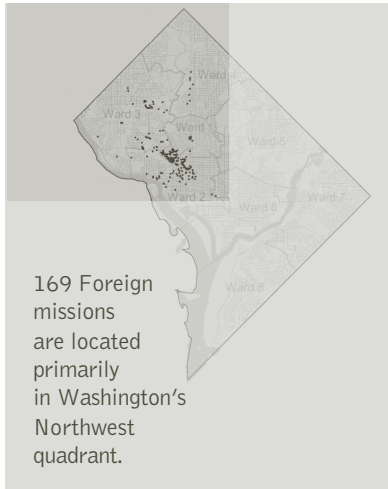 Ward 4
Ward 3
Ward 1
Ward 5
Ward 2
Ward 6
Ward 7
Ward 8
169 Foreign
missions
are located
primarily
in Washington's
Northwest
quadrant.